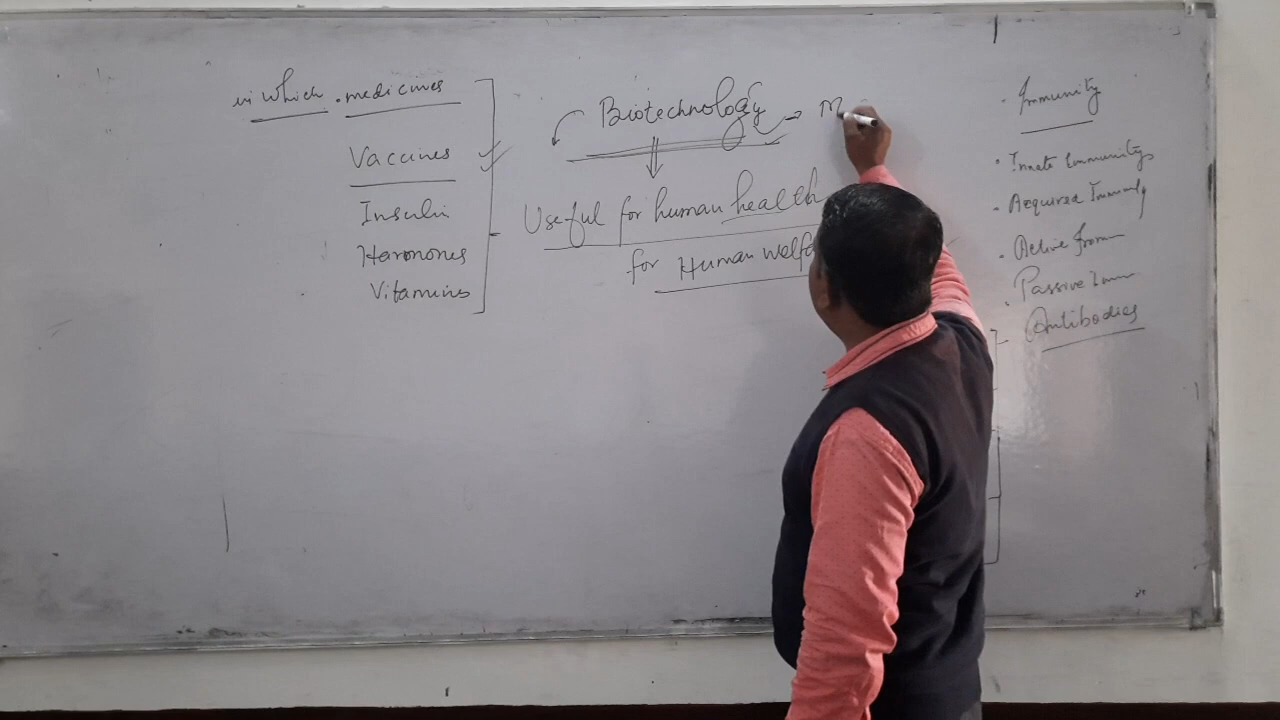 in which . medicines
Vaccines
Insulin
Harmones
Vitamins
Biotechnology → M
Useful for human health
for Human welfa
Immunity
Innate Immunity
Acquired Immunity
Active Imm
Passive Imm
Antibodies